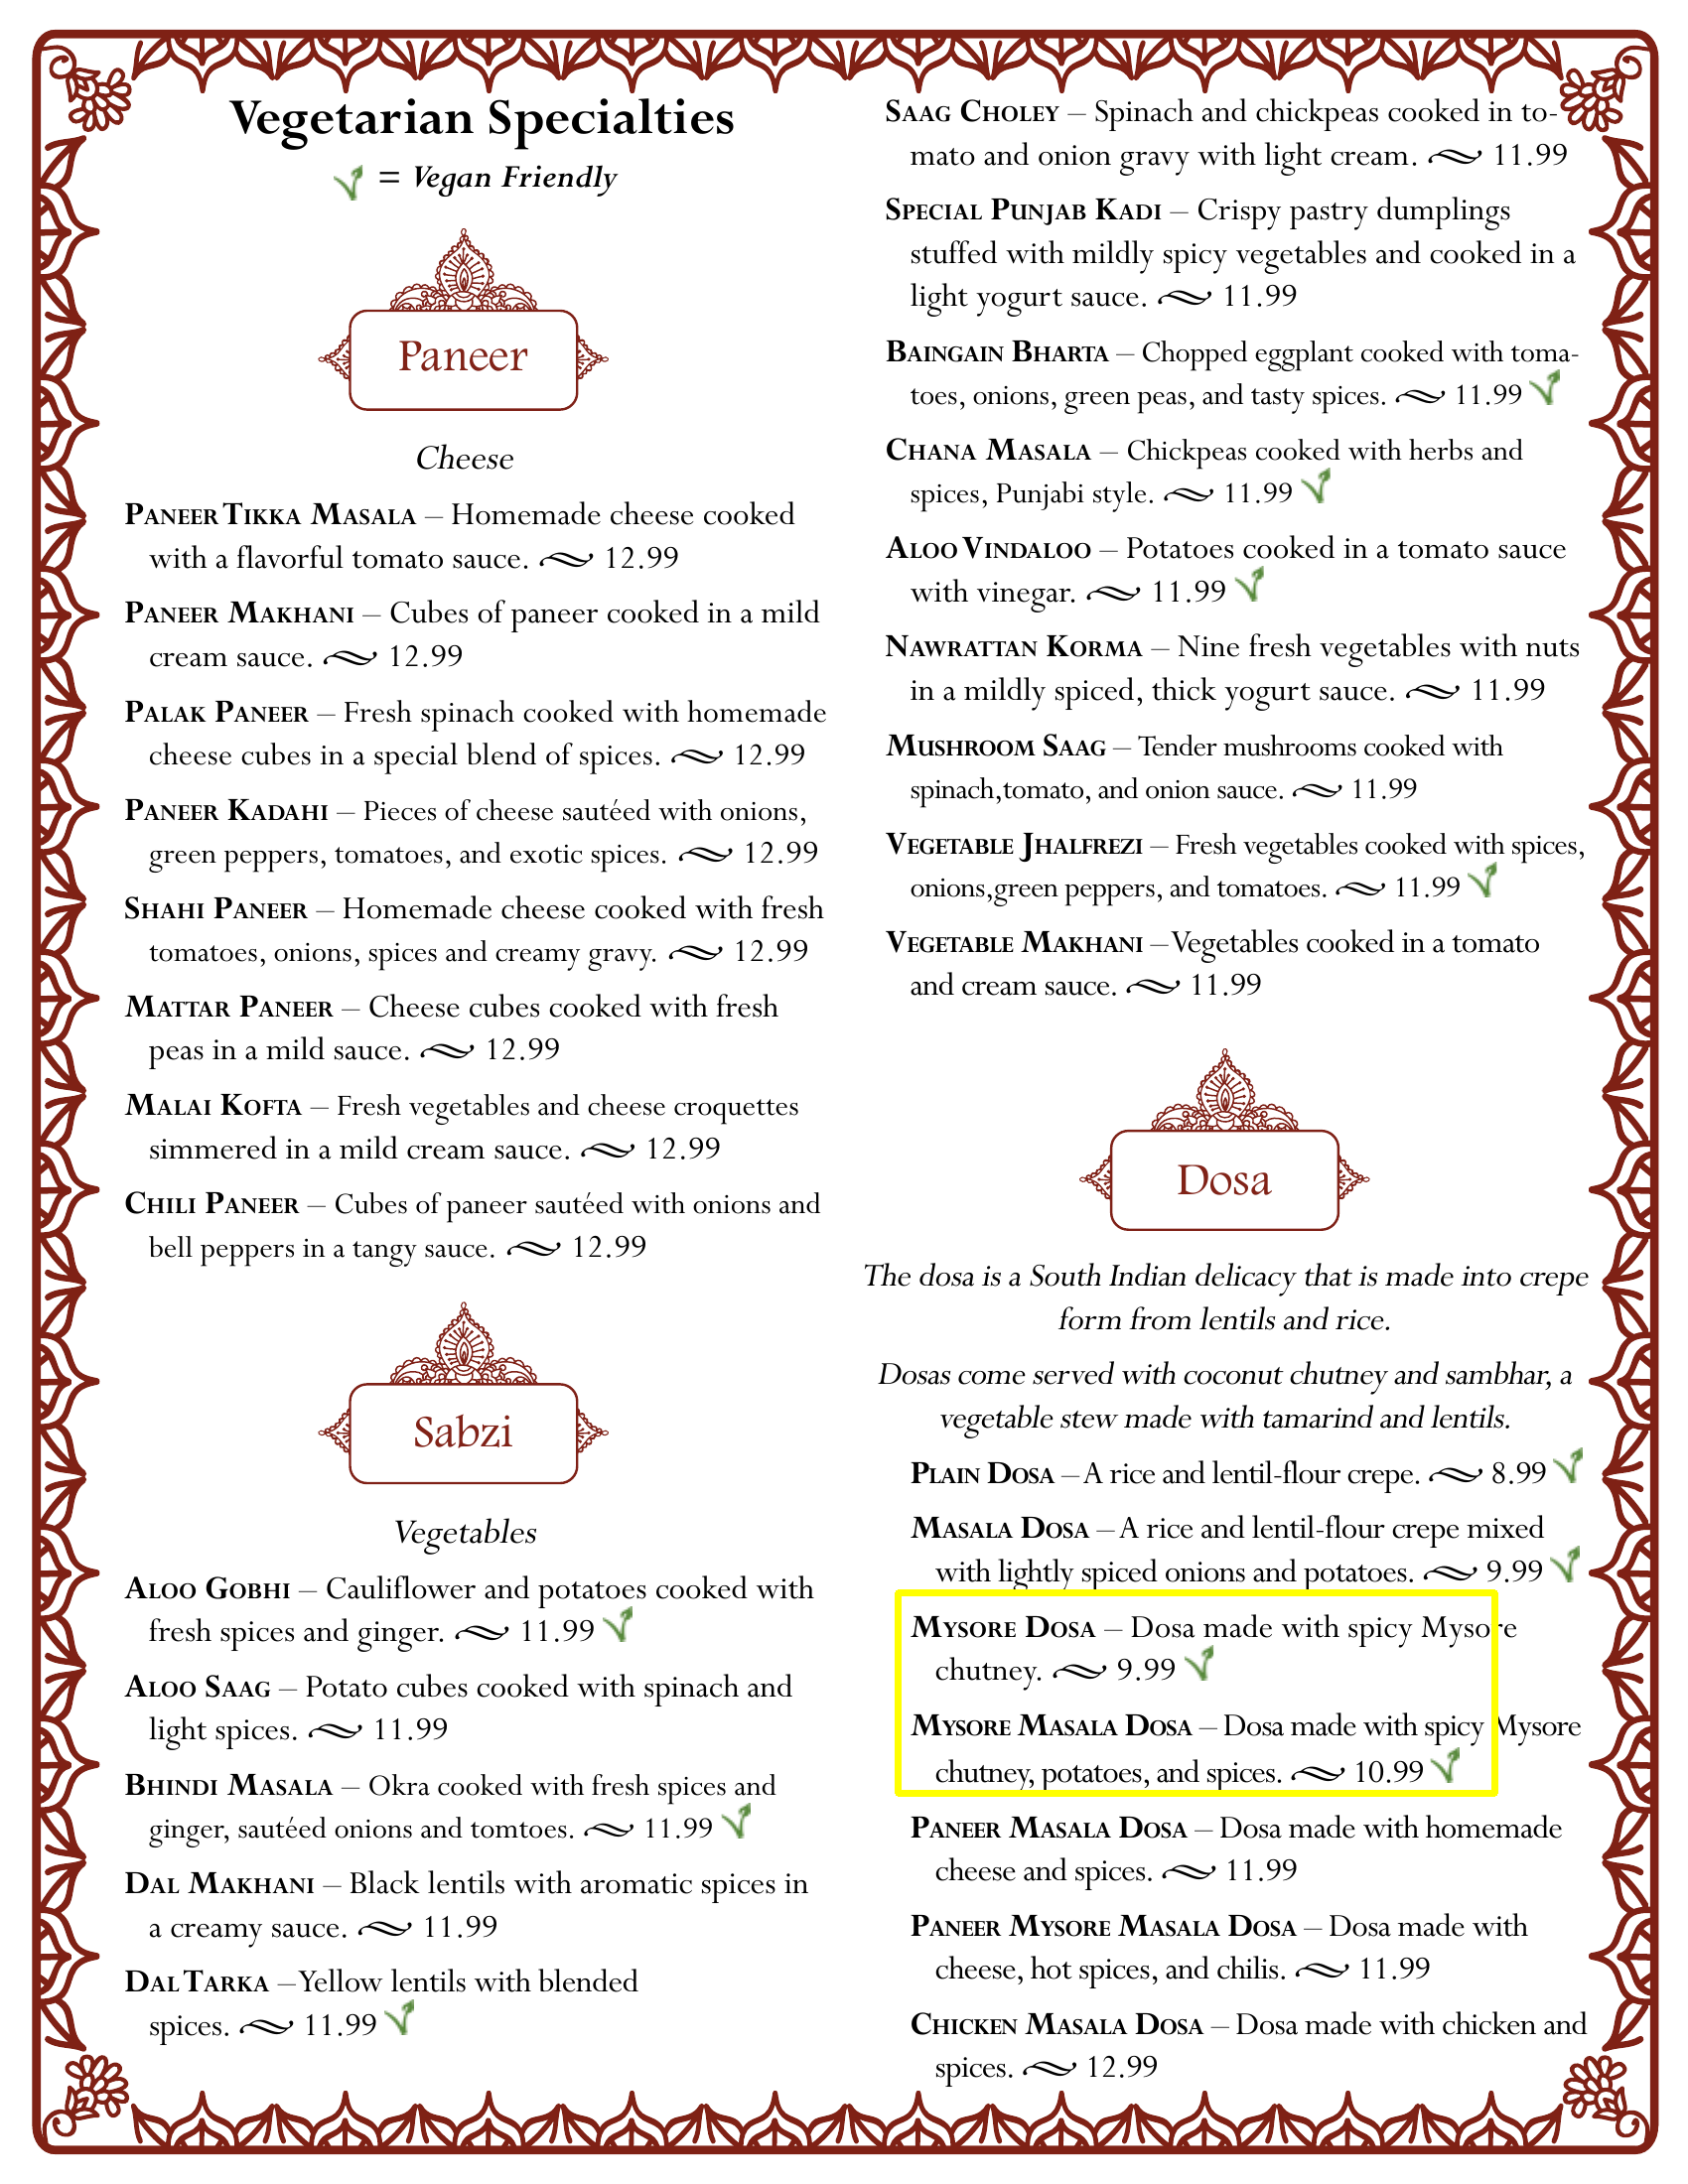 Vegetarian Specialties
= Vegan Friendly
Paneer
Cheese
Paneer Tikka Masala – Homemade cheese cooked
with a flavorful tomato sauce. 12.99
Paneer Makhani – Cubes of paneer cooked in a mild
cream sauce. 12.99
Palak Paneer – Fresh spinach cooked with homemade
cheese cubes in a special blend of spices. 12.99
Paneer Kadahi – Pieces of cheese sautéed with onions,
green peppers, tomatoes, and exotic spices. 12.99
Shahi Paneer – Homemade cheese cooked with fresh
tomatoes, onions, spices and creamy gravy. 12.99
Mattar Paneer – Cheese cubes cooked with fresh
peas in a mild sauce. 12.99
Malai Kofta – Fresh vegetables and cheese croquettes
simmered in a mild cream sauce. 12.99
Chili Paneer – Cubes of paneer sautéed with onions and
bell peppers in a tangy sauce. 12.99
Sabzi
Vegetables
Aloo Gobhi – Cauliflower and potatoes cooked with
fresh spices and ginger. 11.99
Aloo Saag – Potato cubes cooked with spinach and
light spices. 11.99
Bhindi Masala – Okra cooked with fresh spices and
ginger, sautéed onions and tomtoes. 11.99
Dal Makhani – Black lentils with aromatic spices in
a creamy sauce. 11.99
Dal Tarka – Yellow lentils with blended
spices. 11.99
Saag Choley – Spinach and chickpeas cooked in to-
mato and onion gravy with light cream. 11.99
Special Punjab Kadi – Crispy pastry dumplings
stuffed with mildly spicy vegetables and cooked in a
light yogurt sauce. 11.99
Baingain Bharta – Chopped eggplant cooked with toma-
toes, onions, green peas, and tasty spices. 11.99
Chana Masala – Chickpeas cooked with herbs and
spices, Punjabi style. 11.99
Aloo Vindaloo – Potatoes cooked in a tomato sauce
with vinegar. 11.99
Nawrattan Korma – Nine fresh vegetables with nuts
in a mildly spiced, thick yogurt sauce. 11.99
Mushroom Saag – Tender mushrooms cooked with
spinach,tomato, and onion sauce. 11.99
Vegetable Jhalfrezi – Fresh vegetables cooked with spices,
onions,green peppers, and tomatoes. 11.99
Vegetable Makhani – Vegetables cooked in a tomato
and cream sauce. 11.99
Dosa
The dosa is a South Indian delicacy that is made into crepe
form from lentils and rice.
Dosas come served with coconut chutney and sambhar, a
vegetable stew made with tamarind and lentils.
Plain Dosa – A rice and lentil-flour crepe. 8.99
Masala Dosa – A rice and lentil-flour crepe mixed
with lightly spiced onions and potatoes. 9.99
Mysore Dosa – Dosa made with spicy Mysore
chutney. 9.99
Mysore Masala Dosa – Dosa made with spicy Mysore
chutney, potatoes, and spices. 10.99
Paneer Masala Dosa – Dosa made with homemade
cheese and spices. 11.99
Paneer Mysore Masala Dosa – Dosa made with
cheese, hot spices, and chilis. 11.99
Chicken Masala Dosa – Dosa made with chicken and
spices. 12.99